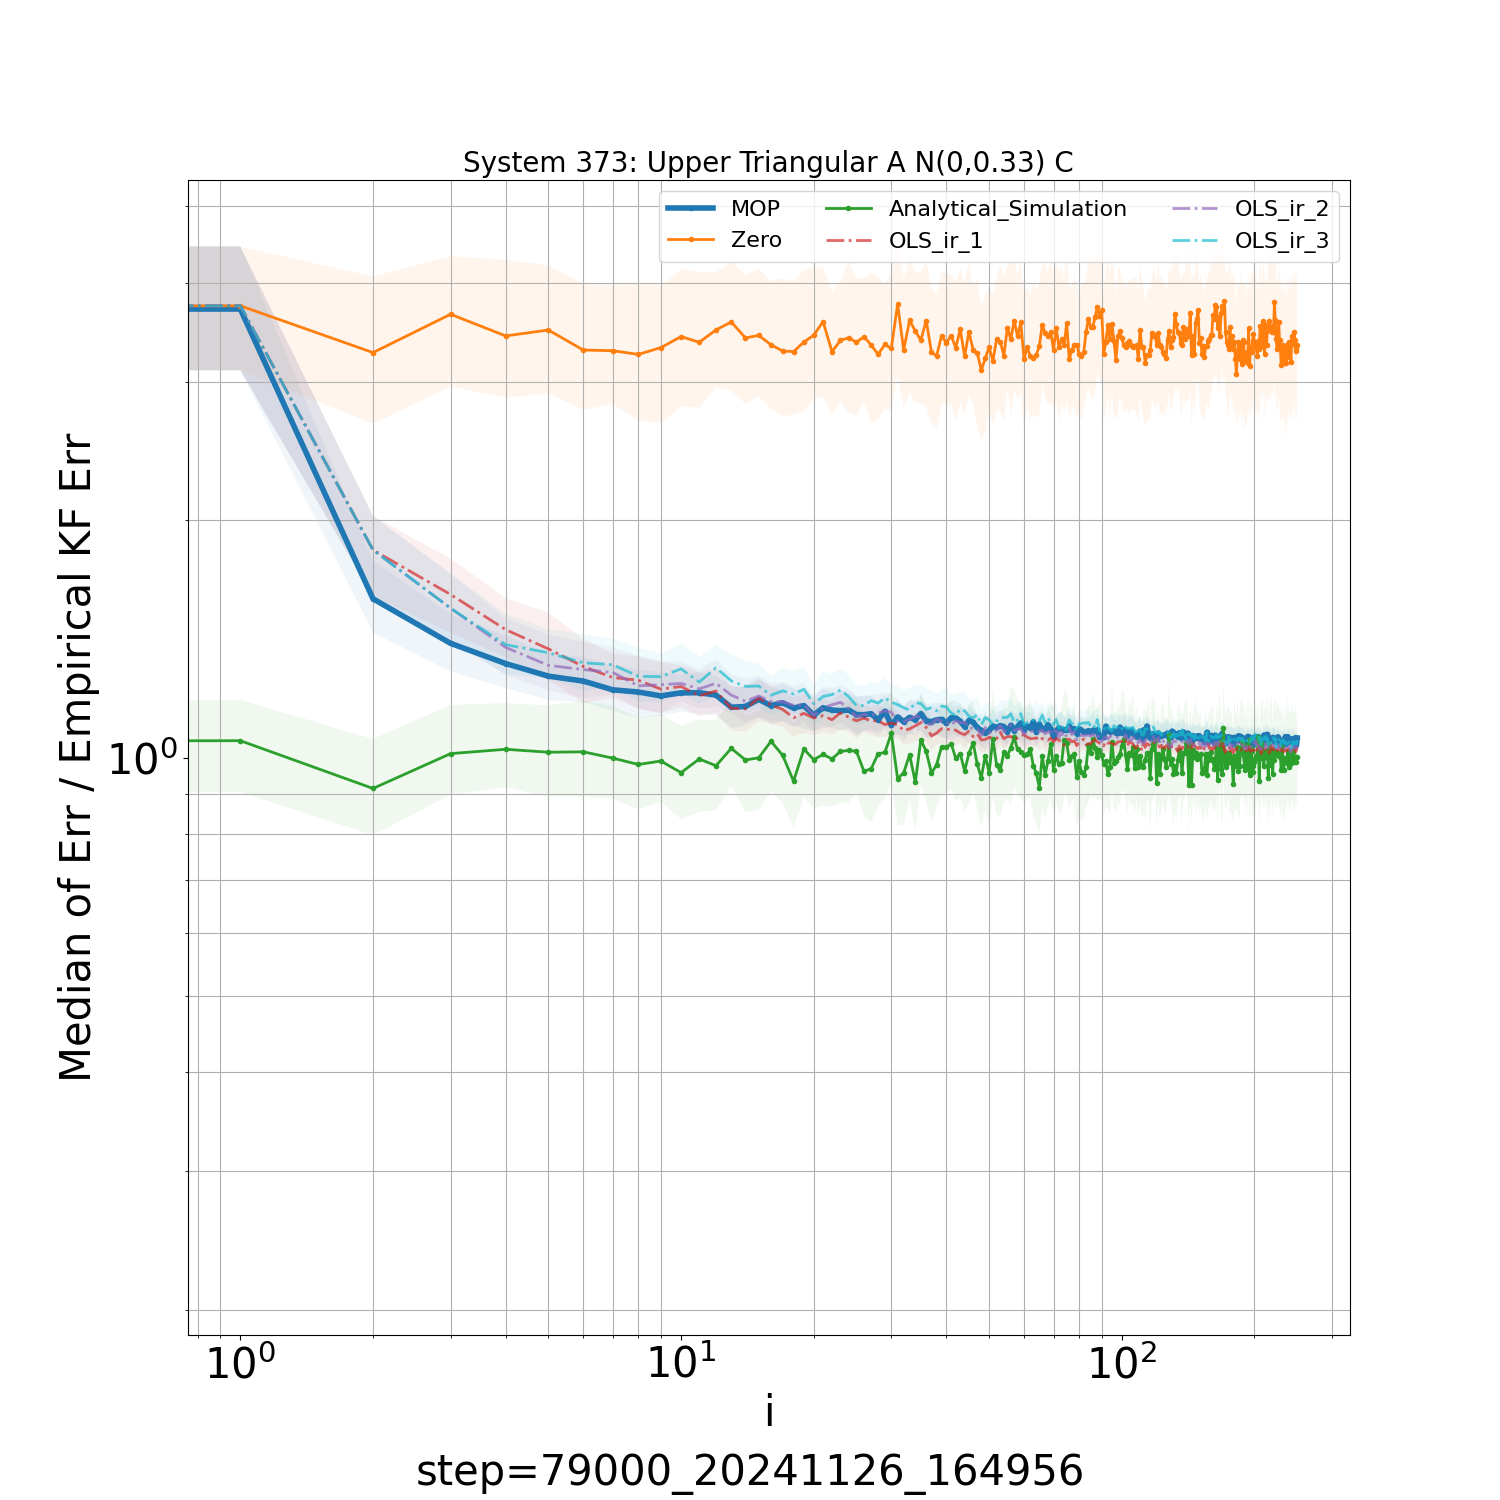 System 373: Upper Triangular A N(0,0.33) C
MOP
Zero
Analytical_Simulation
OLS_ir_1
OLS_ir_2
OLS_ir_3
Median of Err / Empirical KF Err
10⁰
10⁰
10¹
10²
i
step=79000_20241126_164956